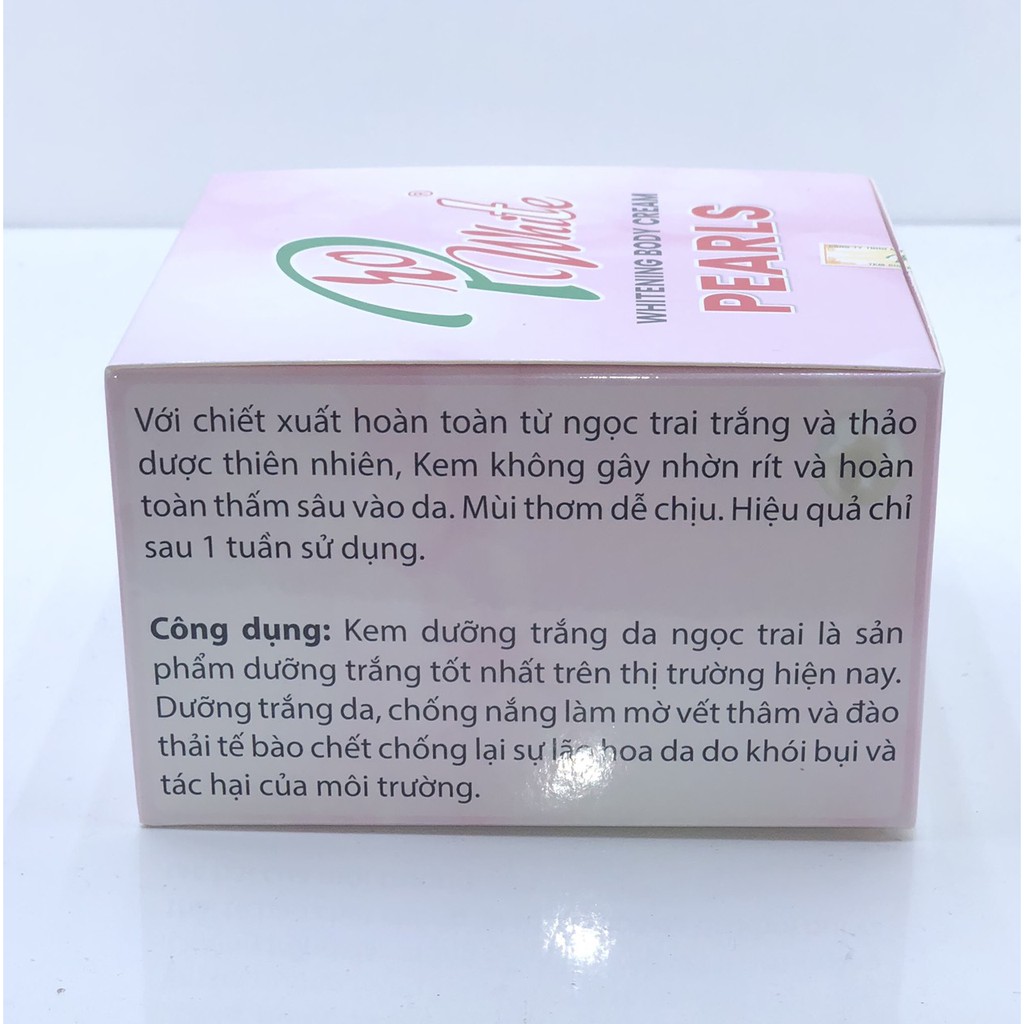 White®
WHITENING BODY CREAM
PEARLS
Với chiết xuất hoàn toàn từ ngọc trai trắng và thảo
dược thiên nhiên, Kem không gây nhờn rít và hoàn
toàn thấm sâu vào da. Mùi thơm dễ chịu. Hiệu quả chỉ
sau 1 tuần sử dụng.
Công dụng: Kem dưỡng trắng da ngọc trai là sản
phẩm dưỡng trắng tốt nhất trên thị trường hiện nay.
Dưỡng trắng da, chống nắng làm mờ vết thâm và đào
thải tế bào chết chống lại sự hoa da do khói bụi và
tác hại của môi trường.